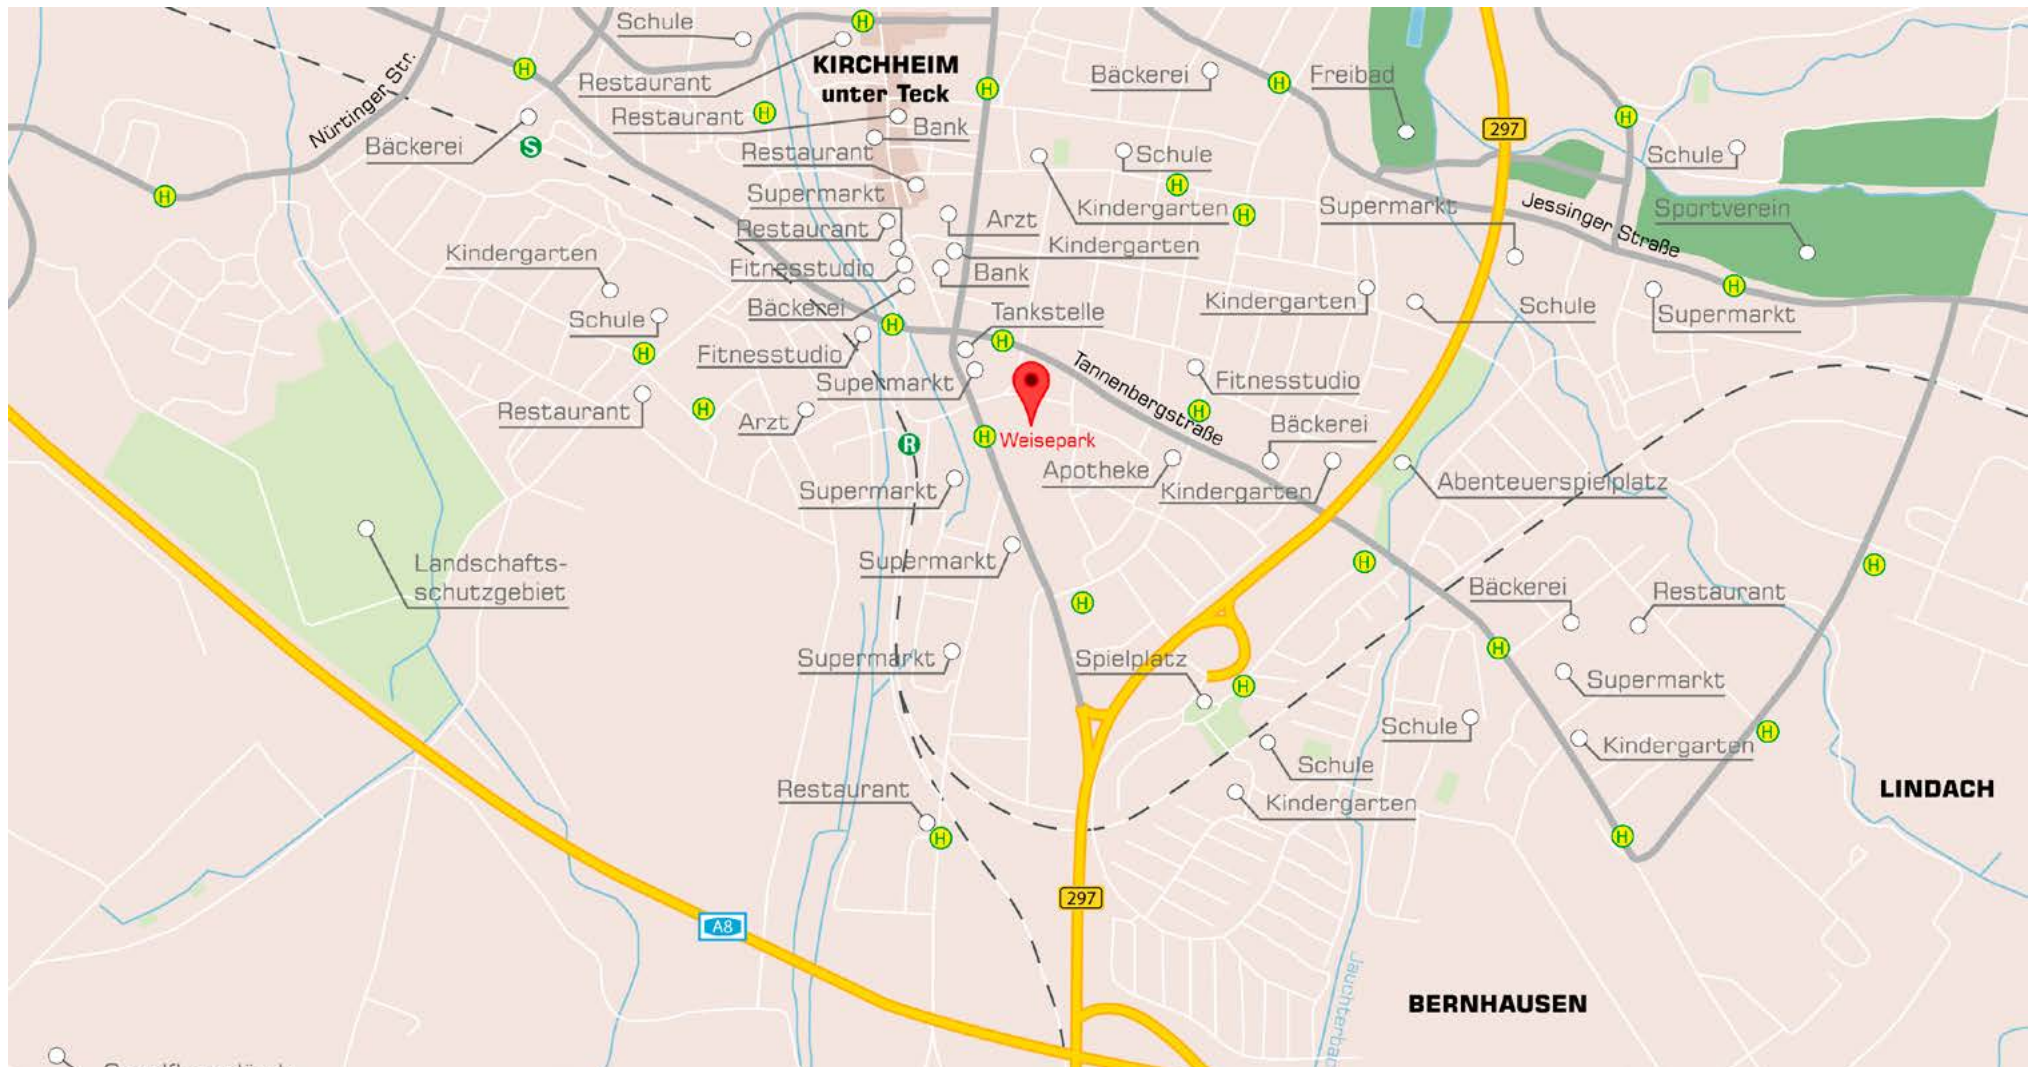 Schule
H
Nürtinger Str.
H
KIRCHHEIM
unter Teck
Restaurant
H
Bäckerei
H
Freibad
Restaurant
H
H
297
Bäckerei
S
Bank
Restaurant
Schule
Schule
H
H
Supermarkt
Kindergarten
H
Supermarkt
Jessinger Straße
Sportverein
Restaurant
Arzt
Kindergarten
Kindergarten
Fitnesstudio
Bank
H
Bäckerei
Kindergarten
Schule
Supermarkt
Schule
H
Tankstelle
H
H
Fitnesstudio
Supermarkt
Tannenbergstraße
Fitnesstudio
Restaurant
H
Arzt
H
Bäckerei
R
H
Weisepark
Apotheke
Kindergarten
Abenteuerspielplatz
Supermarkt
Supermarkt
Landschafts-
schutzgebiet
H
H
H
Bäckerei
Restaurant
Supermarkt
Spielplatz
H
H
Supermarkt
Schule
Schule
Kindergarten
H
Restaurant
H
Kindergarten
LINDACH
H
297
A8
BERNHAUSEN